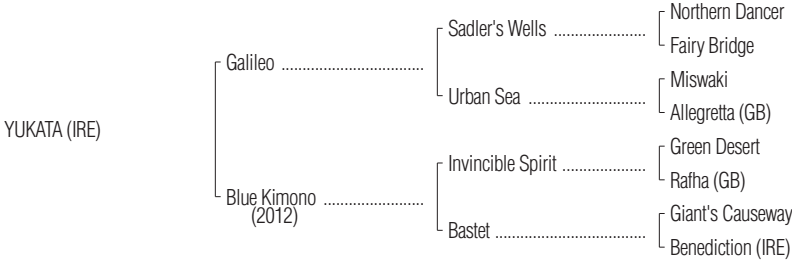 Northern Dancer
Sadler's Wells ........................
Fairy Bridge
Galileo ....................................
Miswaki
Urban Sea ..............................
Allegretta (GB)
YUKATA (IRE)
Green Desert
Invincible Spirit ......................
Rafha (GB)
Blue Kimono ..........................
(2012)
Giant's Causeway
Bastet ......................................
Benediction (IRE)